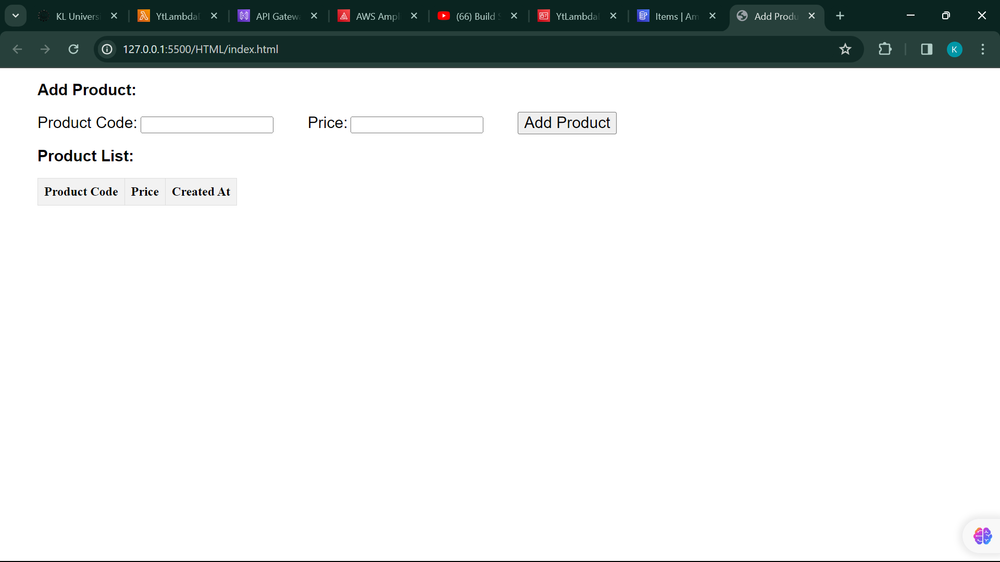 KL Univers
YtLambda
API Gatew
AWS Ampl
(66) Build
YtLambda
Items | Am
Add Produ
127.0.0.1:5500/HTML/index.html
K
Add Product:
Product Code: Price: Add Product
Product List:
Product Code Price Created At